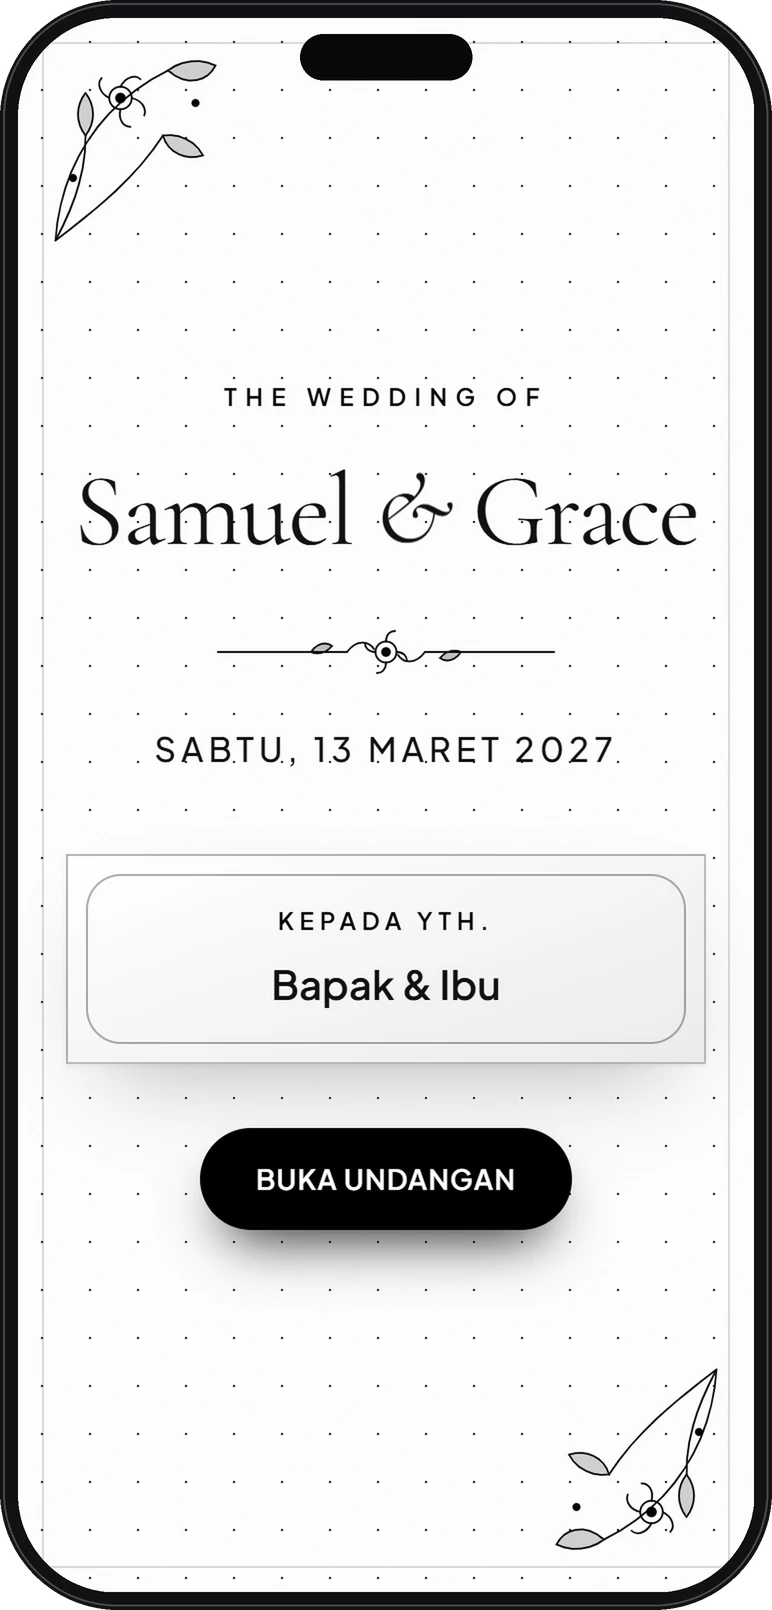 THE WEDDING OF
Samuel & Grace
SABTU, 13 MARET 2027
KEPADA YTH.
Bapak & Ibu
BUKA UNDANGAN